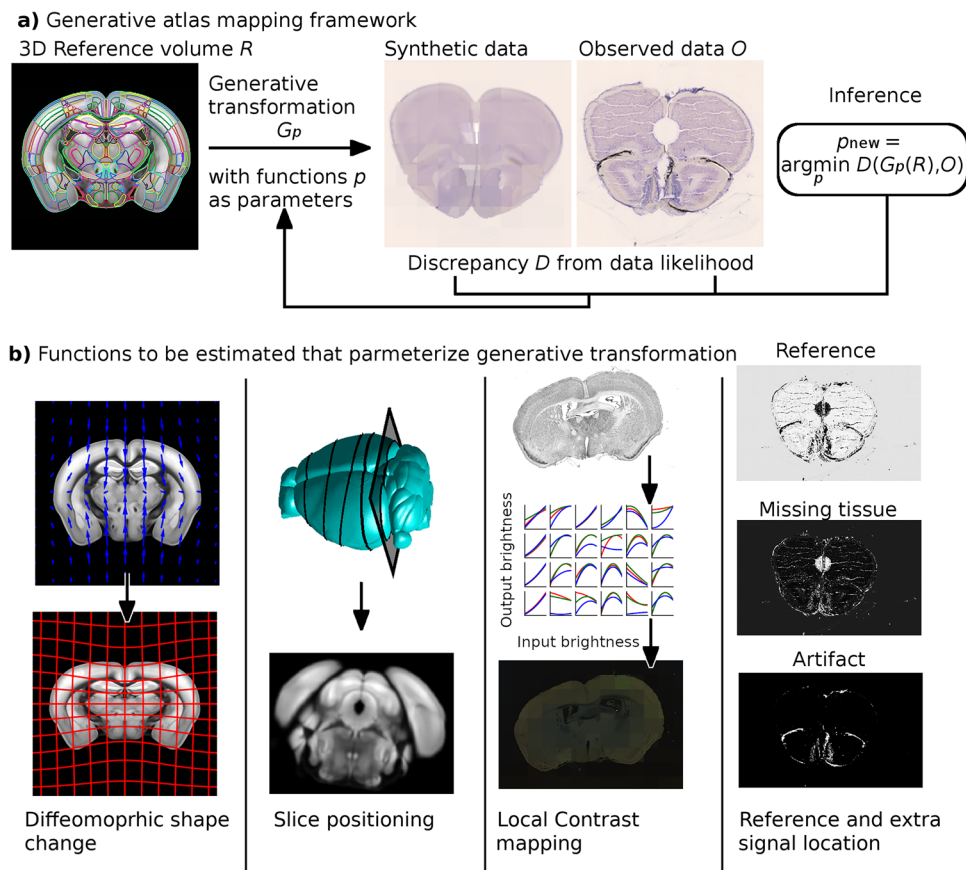 a) Generative atlas mapping framework
3D Reference volume R
Generative
transformation
Gp
with functions p
as parameters
Synthetic data
Observed data O
Inference
pnew =
argmin D(Gp(R),O)
p
Discrepancy D from data likelihood
b) Functions to be estimated that parmeterize generative transformation
Diffeomoprhic shape
change
Slice positioning
Output brightness
Input brightness
Local Contrast
mapping
Reference
Missing tissue
Artifact
Reference and extra
signal location